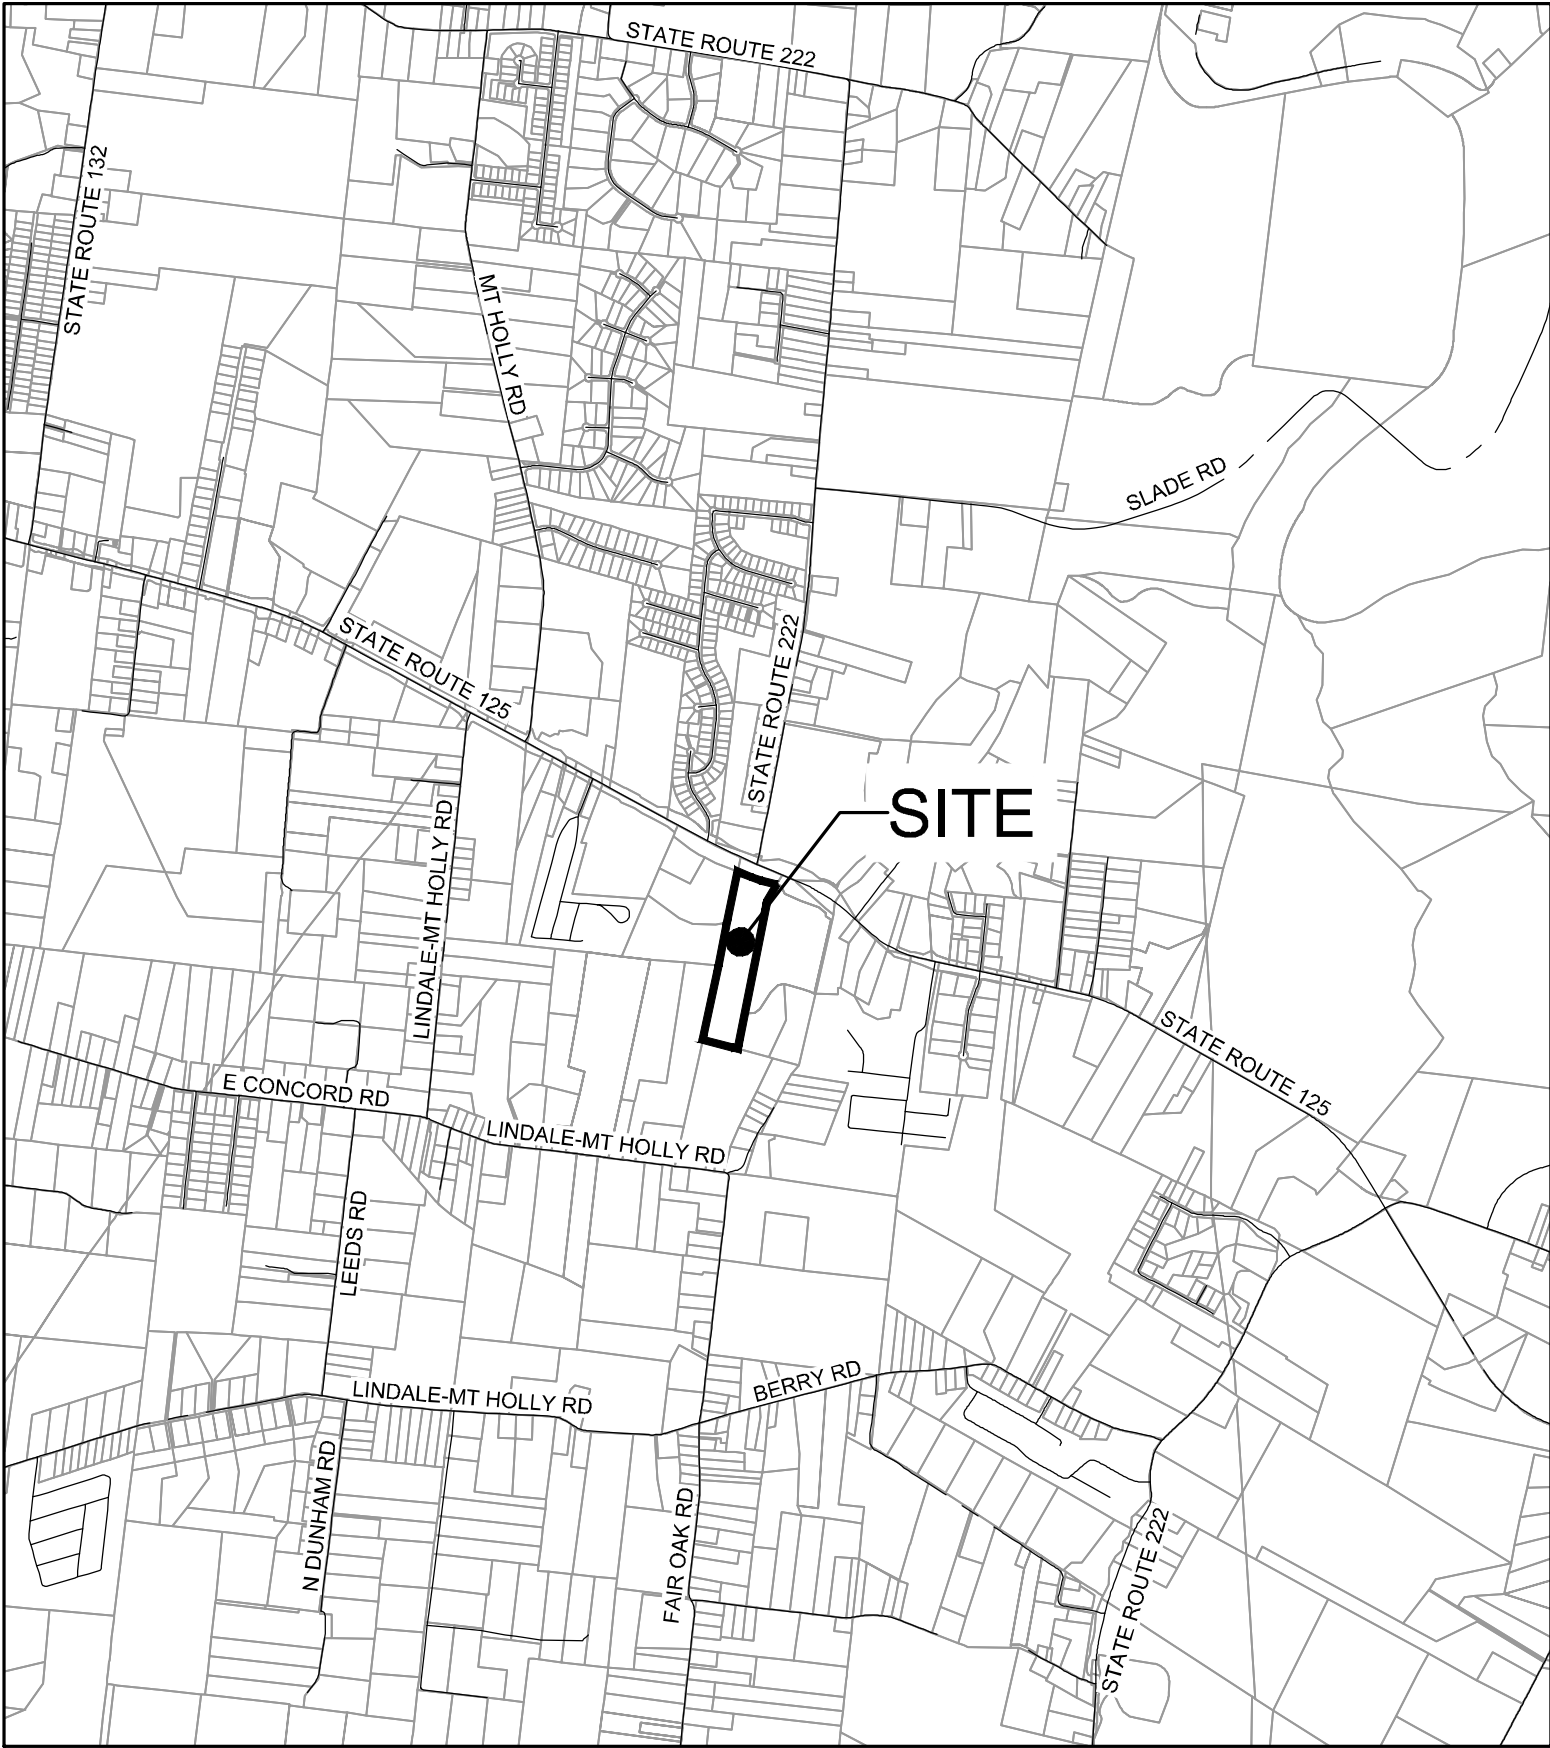 STATE ROUTE 222
STATE ROUTE 132
MT HOLLY RD
SLADE RD
STATE ROUTE 125
STATE ROUTE 222
SITE
LINDALE-MT HOLLY RD
STATE ROUTE 125
E CONCORD RD
LINDALE-MT HOLLY RD
LEEDS RD
BERRY RD
LINDALE-MT HOLLY RD
N DUNHAM RD
FAIR OAK RD
STATE ROUTE 222